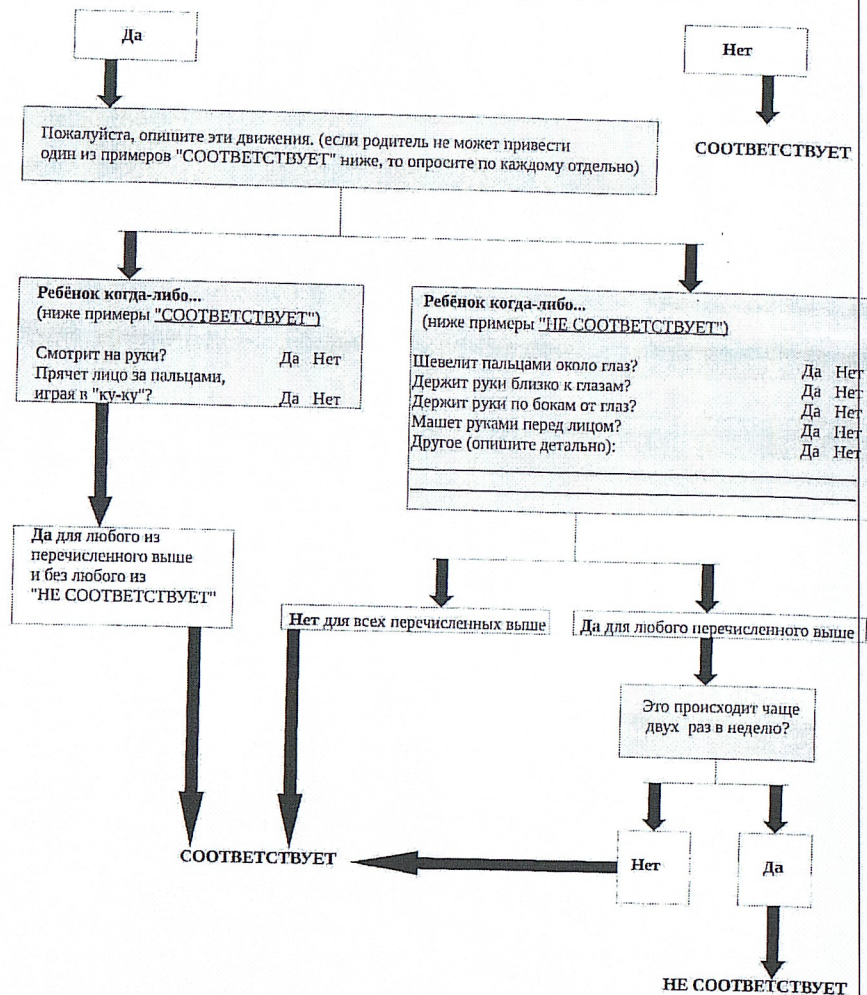 Да
Нет
Пожалуйста, опишите эти движения. (если родитель не может привести
один из примеров "СООТВЕТСТВУЕТ" ниже, то опросите по каждому отдельно)
СООТВЕТСТВУЕТ
Ребёнок когда-либо...
(ниже примеры "СООТВЕТСТВУЕТ")
Смотрит на руки? Да Нет
Прячет лицо за пальцами,
играя в "ку-ку"? Да Нет
Ребёнок когда-либо...
(ниже примеры "НЕ СООТВЕТСТВУЕТ")
Шевелит пальцами около глаз? Да Нет
Держит руки близко к глазам? Да Нет
Держит руки по бокам от глаз? Да Нет
Машет руками перед лицом? Да Нет
Другое (опишите детально): Да Нет
Да для любого из
перечисленного выше
и без любого из
"НЕ СООТВЕТСТВУЕТ"
Нет для всех перечисленных выше
Да для любого перечисленного выше
Это происходит чаще
двух раз в неделю?
СООТВЕТСТВУЕТ
Нет
Да
НЕ СООТВЕТСТВУЕТ